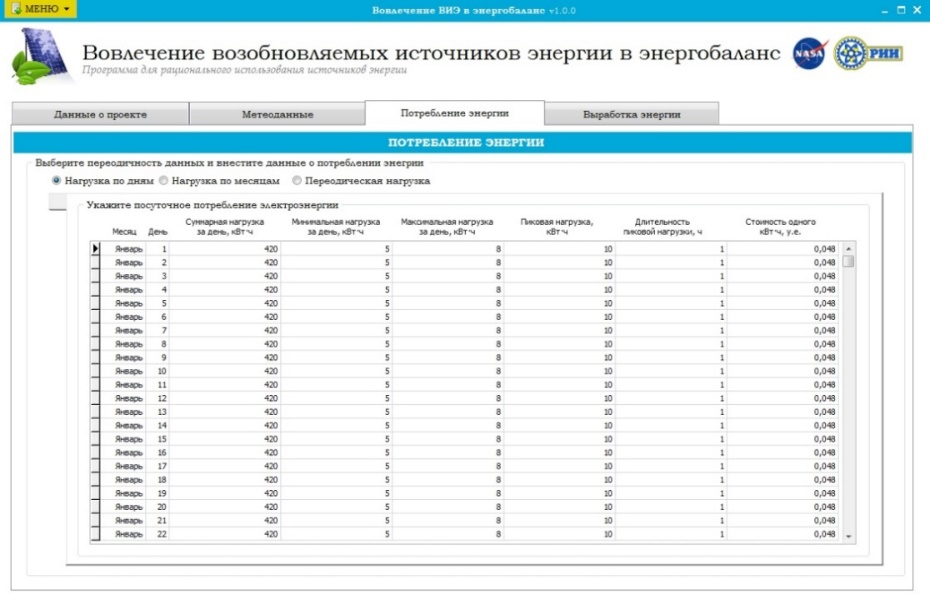 МЕНЮ
Вовлечение ВИЭ в энергобаланс v1.0.0
Вовлечение возобновляемых источников энергии в энергобаланс
NASA
РИИ
Программа для рационального использования источников энергии
Данные о проекте Метеоданные Потребление энергии Выработка энергии
ПОТРЕБЛЕНИЕ ЭНЕРГИИ
Выберите переодичность данных и внестите данные о потреблении энегрии
Нагрузка по дням Нагрузка по месяцам Переодическая нагрузка
Укажите посуточное потребление электроэнергии
Суммарная нагрузка Минимальная нагрузка Максимальная нагрузка Пиковая нагрузка, Длительность Стоимость одного
Месяц День за день, кВт·ч за день, кВт·ч за день, кВт·ч кВт·ч пиковой нагрузки, ч кВт·ч, у.е.
Январь 1 420 5 8 10 1 0,048
Январь 2 420 5 8 10 1 0,048
Январь 3 420 5 8 10 1 0,048
Январь 4 420 5 8 10 1 0,048
Январь 5 420 5 8 10 1 0,048
Январь 6 420 5 8 10 1 0,048
Январь 7 420 5 8 10 1 0,048
Январь 8 420 5 8 10 1 0,048
Январь 9 420 5 8 10 1 0,048
Январь 10 420 5 8 10 1 0,048
Январь 11 420 5 8 10 1 0,048
Январь 12 420 5 8 10 1 0,048
Январь 13 420 5 8 10 1 0,048
Январь 14 420 5 8 10 1 0,048
Январь 15 420 5 8 10 1 0,048
Январь 16 420 5 8 10 1 0,048
Январь 17 420 5 8 10 1 0,048
Январь 18 420 5 8 10 1 0,048
Январь 19 420 5 8 10 1 0,048
Январь 20 420 5 8 10 1 0,048
Январь 21 420 5 8 10 1 0,048
Январь 22 420 5 8 10 1 0,048